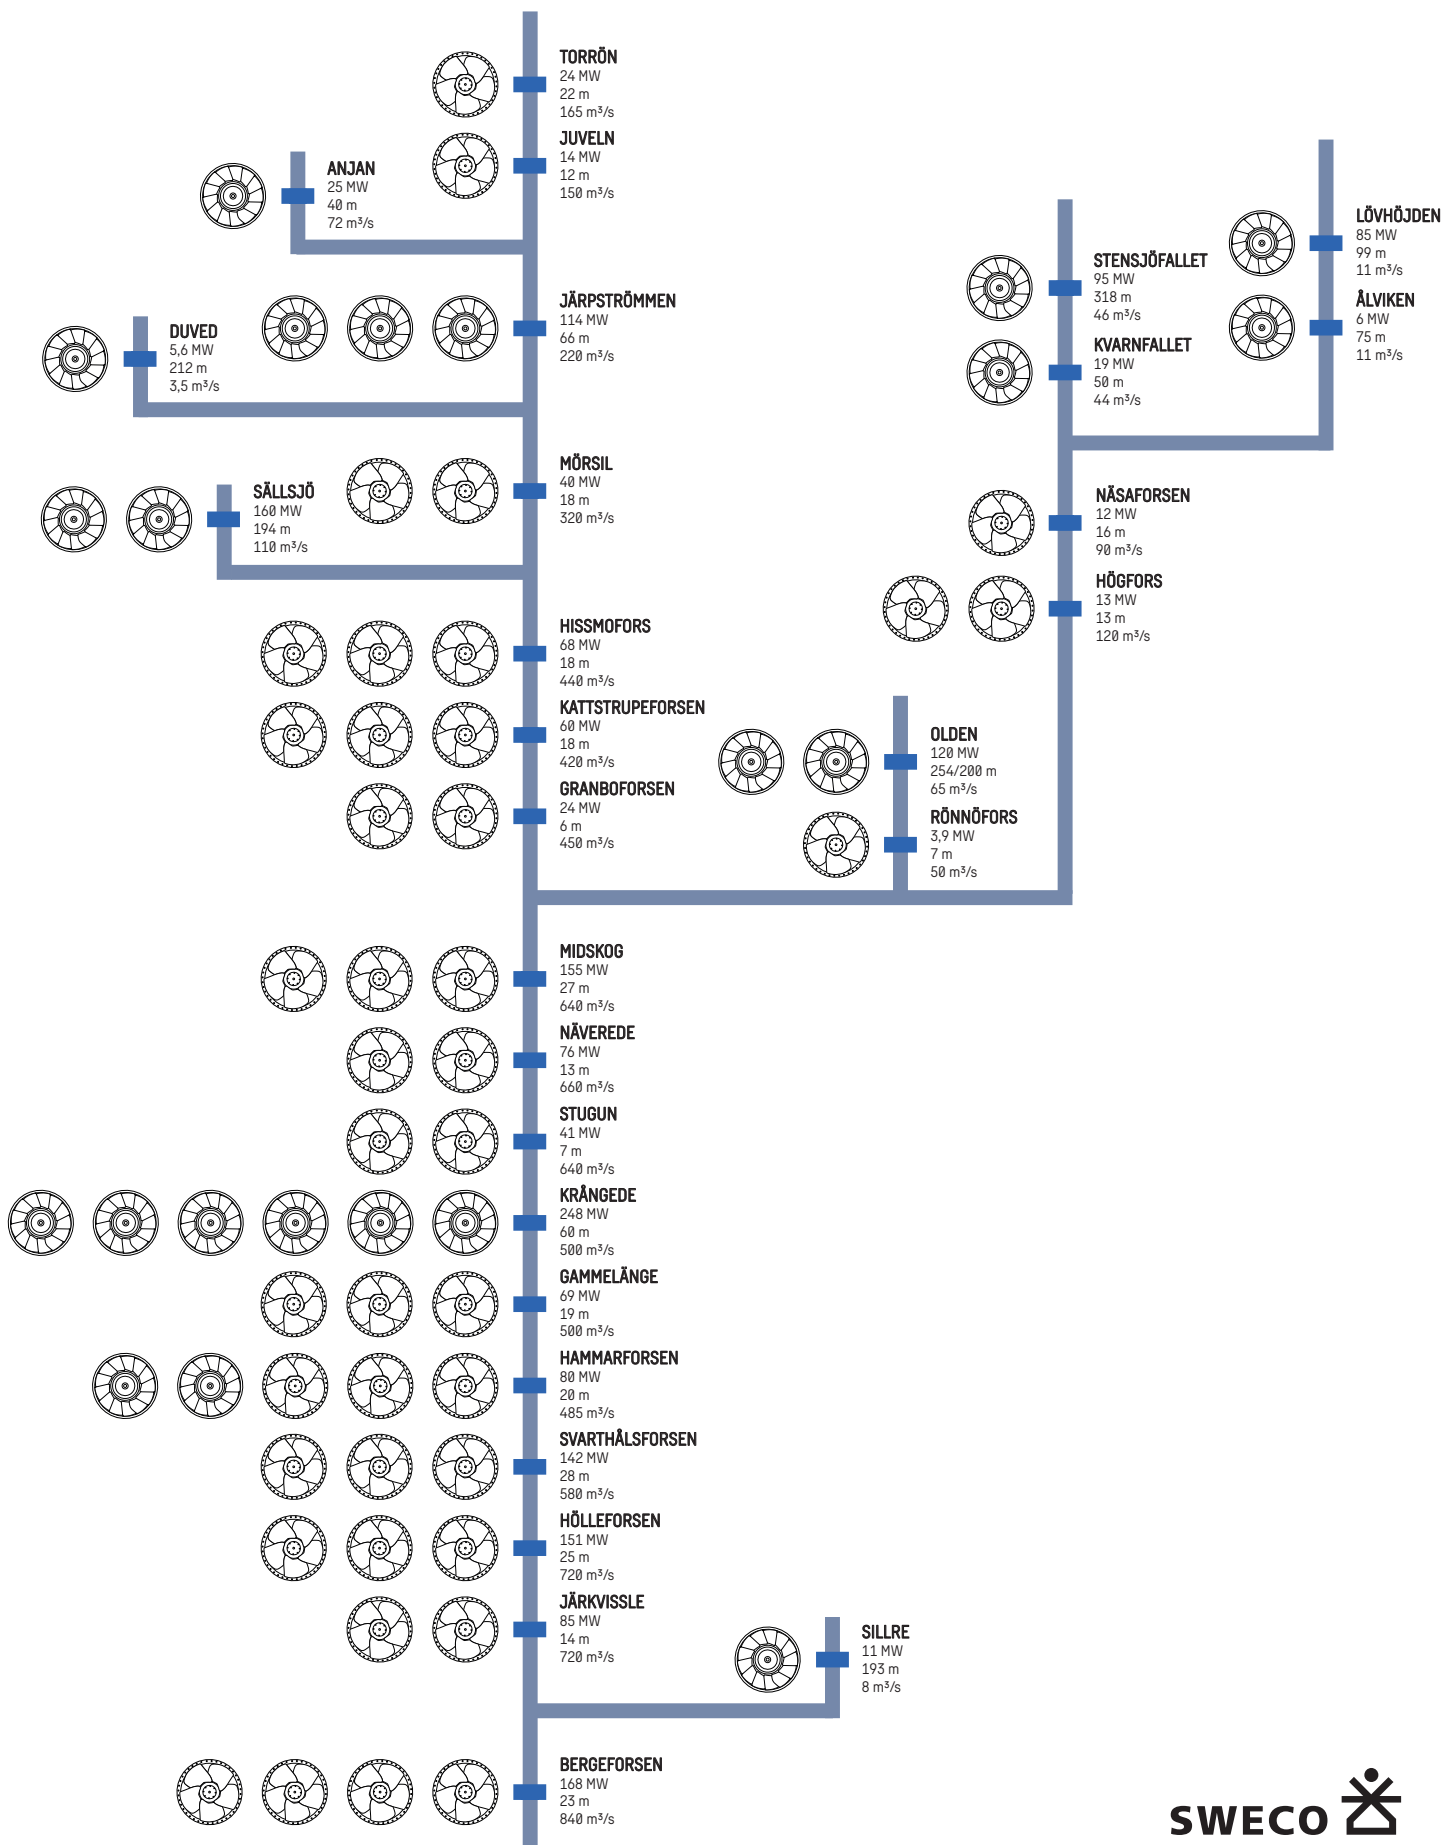 TORRÖN
24 MW
22 m
165 m³/s
JUVELN
14 MW
12 m
150 m³/s
ANJAN
25 MW
40 m
72 m³/s
LÖVHÖJDEN
85 MW
99 m
11 m³/s
STENSJÖFALLET
95 MW
318 m
46 m³/s
JÄRPSTRÖMMEN
114 MW
66 m
220 m³/s
ÅLVIKEN
6 MW
75 m
11 m³/s
DUVED
5,6 MW
212 m
3,5 m³/s
KVARNFALLET
19 MW
50 m
44 m³/s
MÖRSIL
40 MW
18 m
320 m³/s
SÄLLSJÖ
160 MW
194 m
110 m³/s
NÄSAFORSEN
12 MW
16 m
90 m³/s
HÖGFORS
13 MW
13 m
120 m³/s
HISSMOFORS
68 MW
18 m
440 m³/s
KATTSTRUPEFORSEN
60 MW
18 m
420 m³/s
OLDEN
120 MW
254/200 m
65 m³/s
GRANBOFORSEN
24 MW
6 m
450 m³/s
RÖNNÖFORS
3,9 MW
7 m
50 m³/s
MIDSKOG
155 MW
27 m
640 m³/s
NÄVEREDE
76 MW
13 m
660 m³/s
STUGUN
41 MW
7 m
640 m³/s
KRÅNGEDE
248 MW
60 m
500 m³/s
GAMMELÄNGE
69 MW
19 m
500 m³/s
HAMMARFORSEN
80 MW
20 m
485 m³/s
SVARTHÅLSFORSEN
142 MW
28 m
580 m³/s
HÖLLEFORSEN
151 MW
25 m
720 m³/s
JÄRKVISSLE
85 MW
14 m
720 m³/s
SILLRE
11 MW
193 m
8 m³/s
BERGEFORSEN
168 MW
23 m
840 m³/s
SWECO